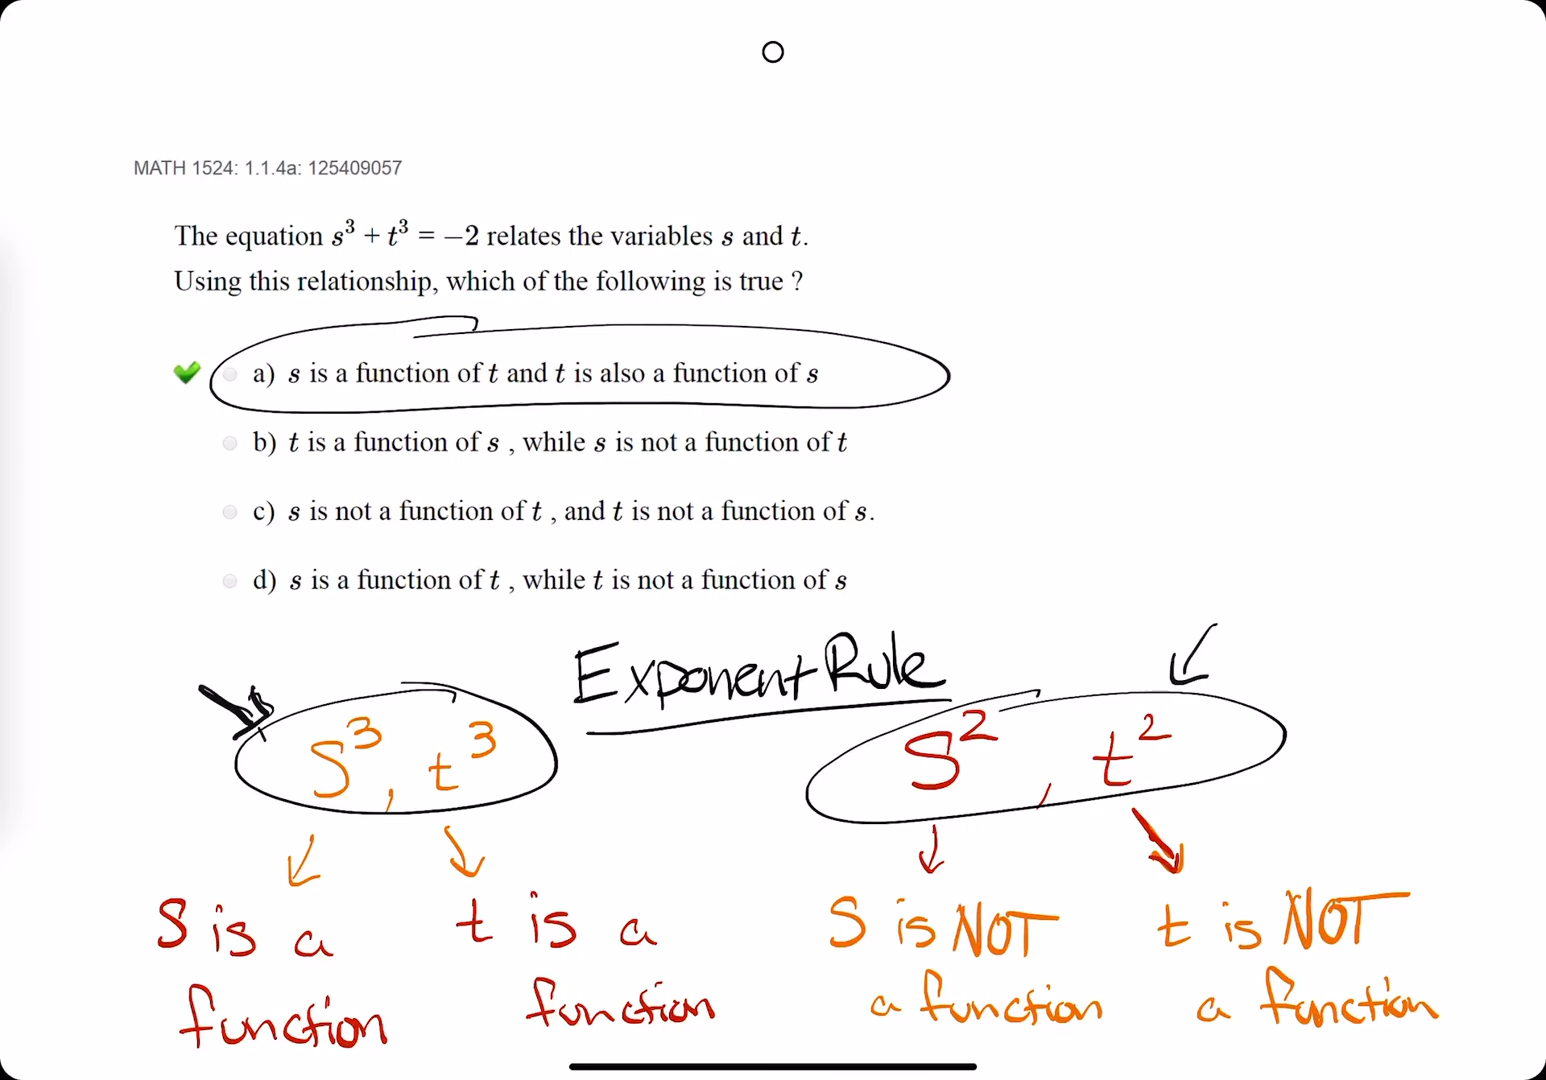 MATH 1524: 1.1.4a: 125409057
The equation s³ + t³ = −2 relates the variables s and t.
Using this relationship, which of the following is true ?
a) s is a function of t and t is also a function of s
b) t is a function of s , while s is not a function of t
c) s is not a function of t , and t is not a function of s.
d) s is a function of t , while t is not a function of s
Exponent Rule
S³, t³
S², t²
S is a function
t is a function
S is NOT a function
t is NOT a function